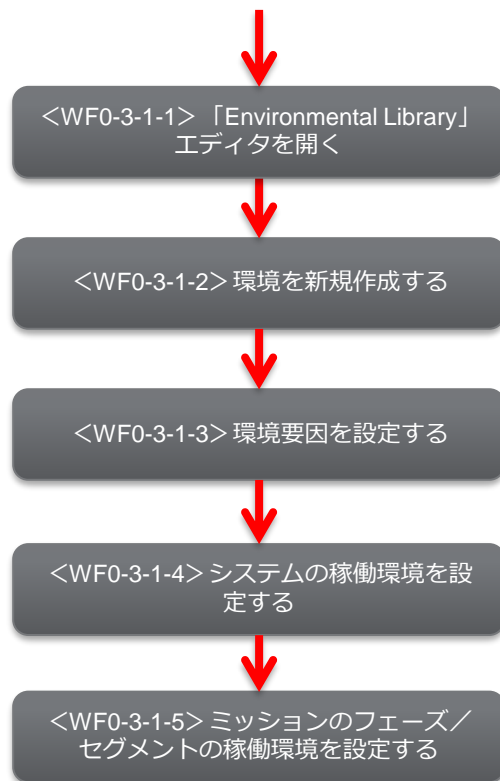 ＜WF0-3-1-1＞「Environmental Library」
エディタを開く
＜WF0-3-1-2＞環境を新規作成する
＜WF0-3-1-3＞環境要因を設定する
＜WF0-3-1-4＞システムの稼働環境を設
定する
＜WF0-3-1-5＞ミッションのフェーズ／
セグメントの稼働環境を設定する